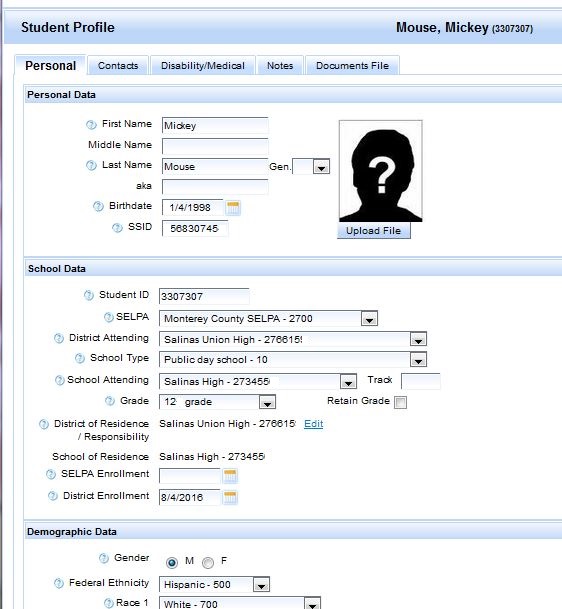 Student Profile Mouse, Mickey (3307307)
Personal Contacts Disability/Medical Notes Documents File
Personal Data
? First Name Mickey
Middle Name
? Last Name Mouse Gen.
aka
? Birthdate 1/4/1998
? SSID 56830745
?
Upload File
School Data
? Student ID 3307307
? SELPA Monterey County SELPA - 2700
? District Attending Salinas Union High - 276615
? School Type Public day school - 10
? School Attending Salinas High - 273455 Track
? Grade 12 grade Retain Grade
? District of Residence Salinas Union High - 276615 Edit
/ Responsibility
School of Residence Salinas High - 273455
? SELPA Enrollment
? District Enrollment 8/4/2016
Demographic Data
? Gender M F
? Federal Ethnicity Hispanic - 500
? Race 1 White - 700